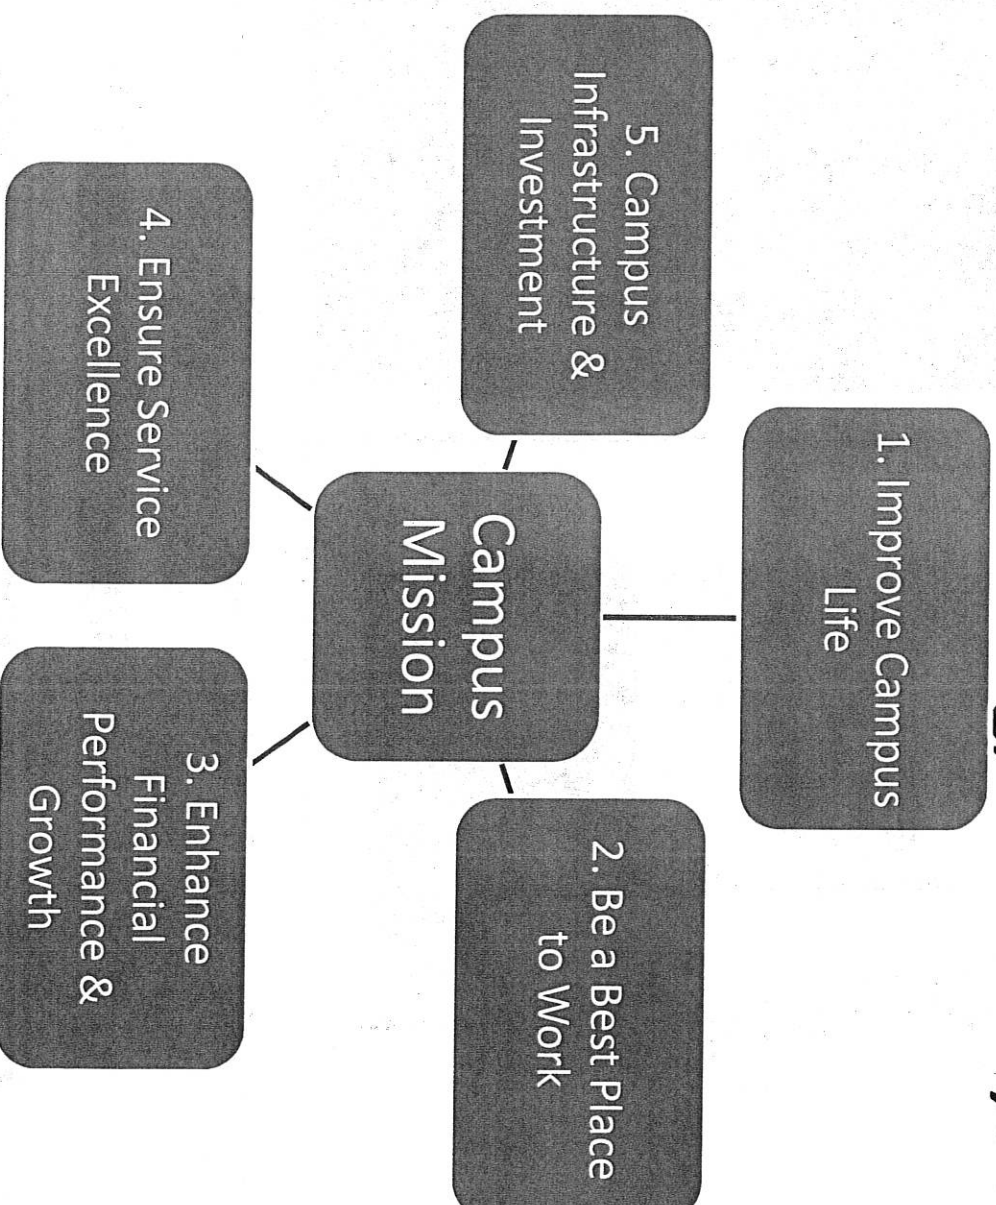 1. Improve Campus
Life
5. Campus
Infrastructure &
Investment
Campus
Mission
2. Be a Best Place
to Work
4. Ensure Service
Excellence
3. Enhance
Financial
Performance &
Growth